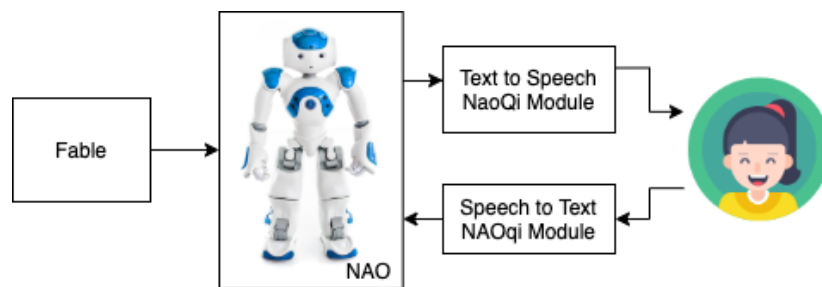 Fable
NAO
Text to Speech
NaoQi Module
Speech to Text
NAOqi Module